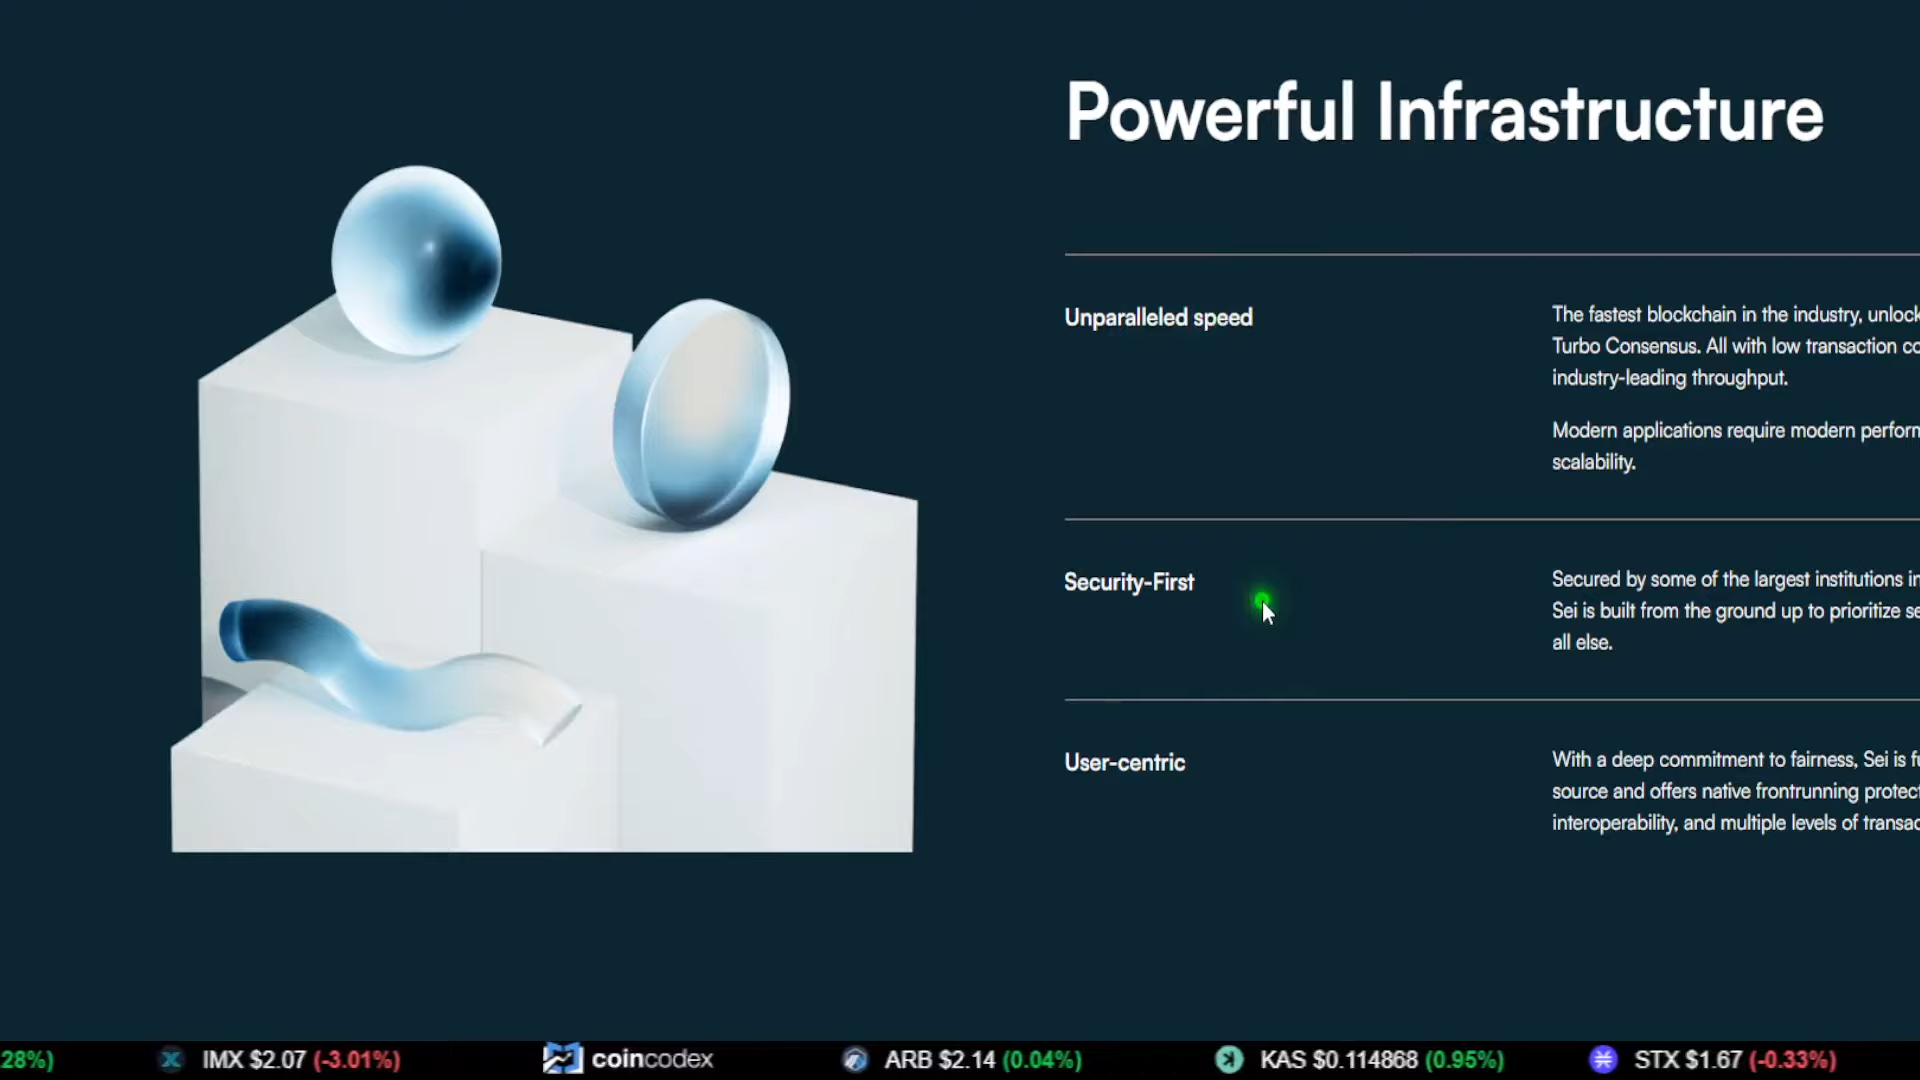 Powerful Infrastructure
Unparalleled speed
The fastest blockchain in the industry, unlock
Turbo Consensus. All with low transaction
industry-leading throughput.
Modern applications require modern
scalability.
Security-First
Secured by some of the largest institutions
Sei is built from the ground up to prioritize
all else.
User-centric
With a deep commitment to fairness, Sei is
source and offers native frontrunning
interoperability, and multiple levels of
28%)
IMX $2.07 (-3.01%)
coincodex
ARB $2.14 (0.04%)
KAS $0.114868 (0.95%)
STX $1.67 (-0.33%)